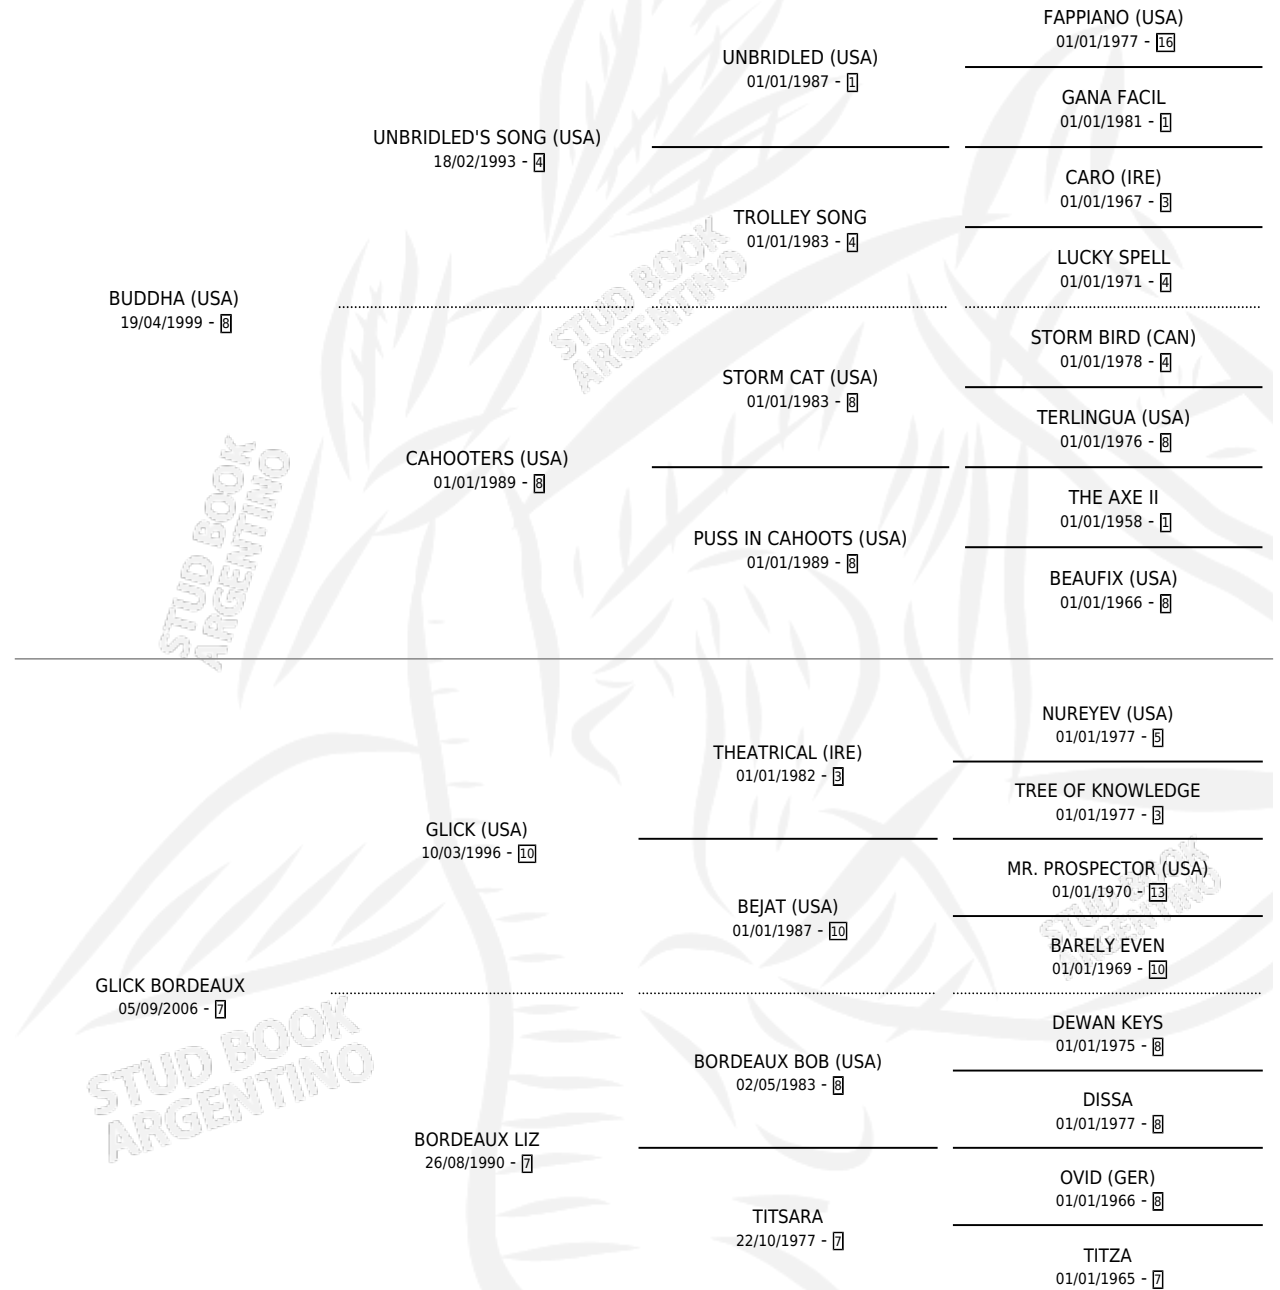 FAPPIANO (USA)
01/01/1977 - 16
UNBRIDLED (USA)
01/01/1987 - 1
GANA FACIL
01/01/1981 - 1
UNBRIDLED'S SONG (USA)
18/02/1993 - 4
CARO (IRE)
01/01/1967 - 3
TROLLEY SONG
01/01/1983 - 4
LUCKY SPELL
01/01/1971 - 4
BUDDHA (USA)
19/04/1999 - 8
STORM BIRD (CAN)
01/01/1978 - 4
STORM CAT (USA)
01/01/1983 - 8
TERLINGUA (USA)
01/01/1976 - 8
CAHOOTERS (USA)
01/01/1989 - 8
THE AXE II
01/01/1958 - 1
PUSS IN CAHOOTS (USA)
01/01/1989 - 8
BEAUFIX (USA)
01/01/1966 - 8
NUREYEV (USA)
01/01/1977 - 5
THEATRICAL (IRE)
01/01/1982 - 3
TREE OF KNOWLEDGE
01/01/1977 - 3
GLICK (USA)
10/03/1996 - 10
MR. PROSPECTOR (USA)
01/01/1970 - 13
BEJAT (USA)
01/01/1987 - 10
BARELY EVEN
01/01/1969 - 10
GLICK BORDEAUX
05/09/2006 - 7
DEWAN KEYS
01/01/1975 - 8
BORDEAUX BOB (USA)
02/05/1983 - 8
DISSA
01/01/1977 - 8
BORDEAUX LIZ
26/08/1990 - 7
OVID (GER)
01/01/1966 - 8
TITSARA
22/10/1977 - 7
TITZA
01/01/1965 - 7
STUD BOOK
ARGENTINO
STUD BOOK
ARGENTINO
STUD BOOK
ARGENTINO
STUD BOOK
ARGENTINO